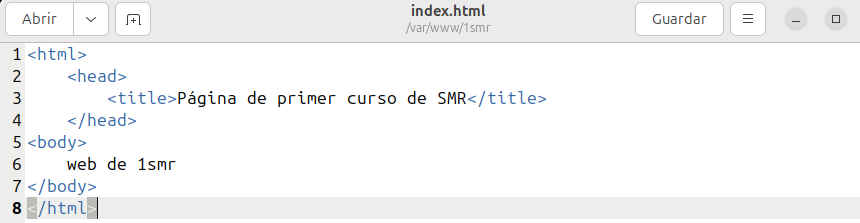 Abrir
index.html
/var/www/1smr
Guardar
1 <html>
2 <head>
3 <title>Página de primer curso de SMR</title>
4 </head>
5 <body>
6 web de 1smr
7 </body>
8 </html>